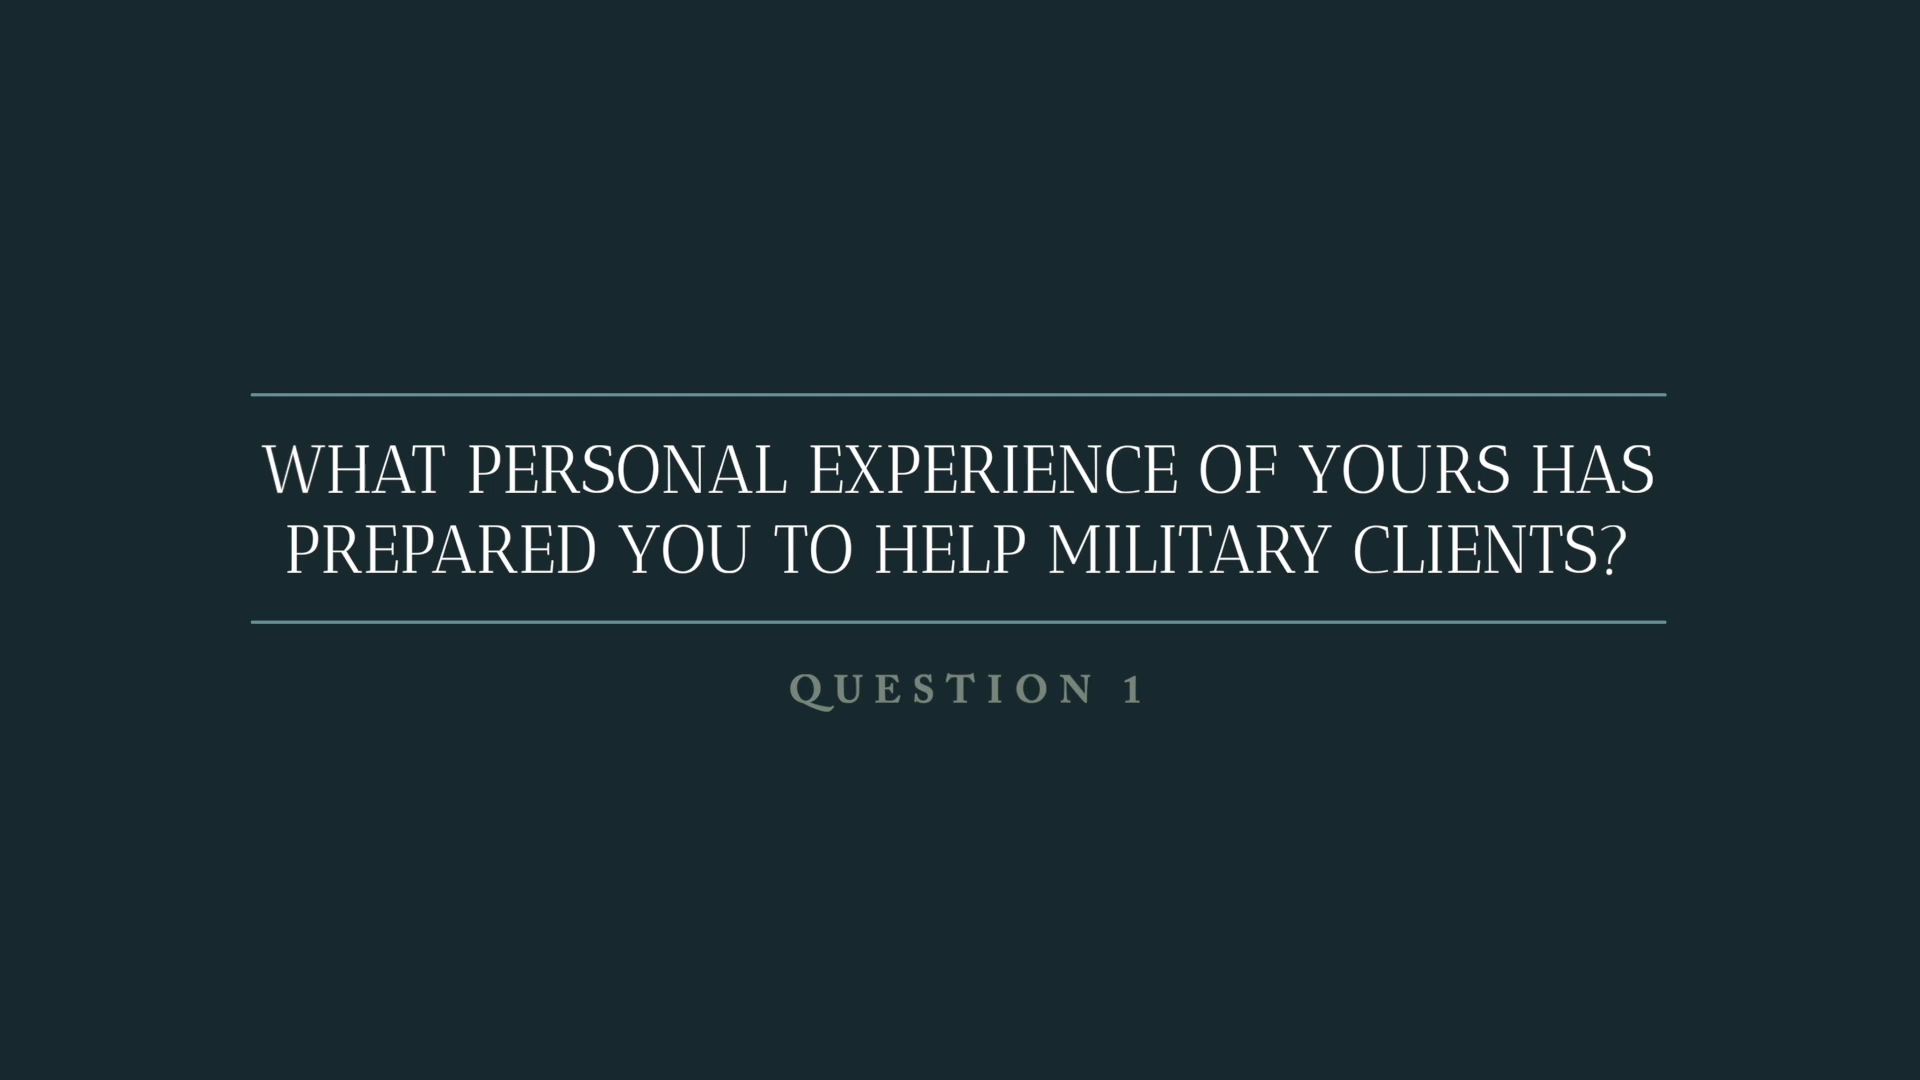 WHAT PERSONAL EXPERIENCE OF YOURS HAS
PREPARED YOU TO HELP MILITARY CLIENTS?
QUESTION 1